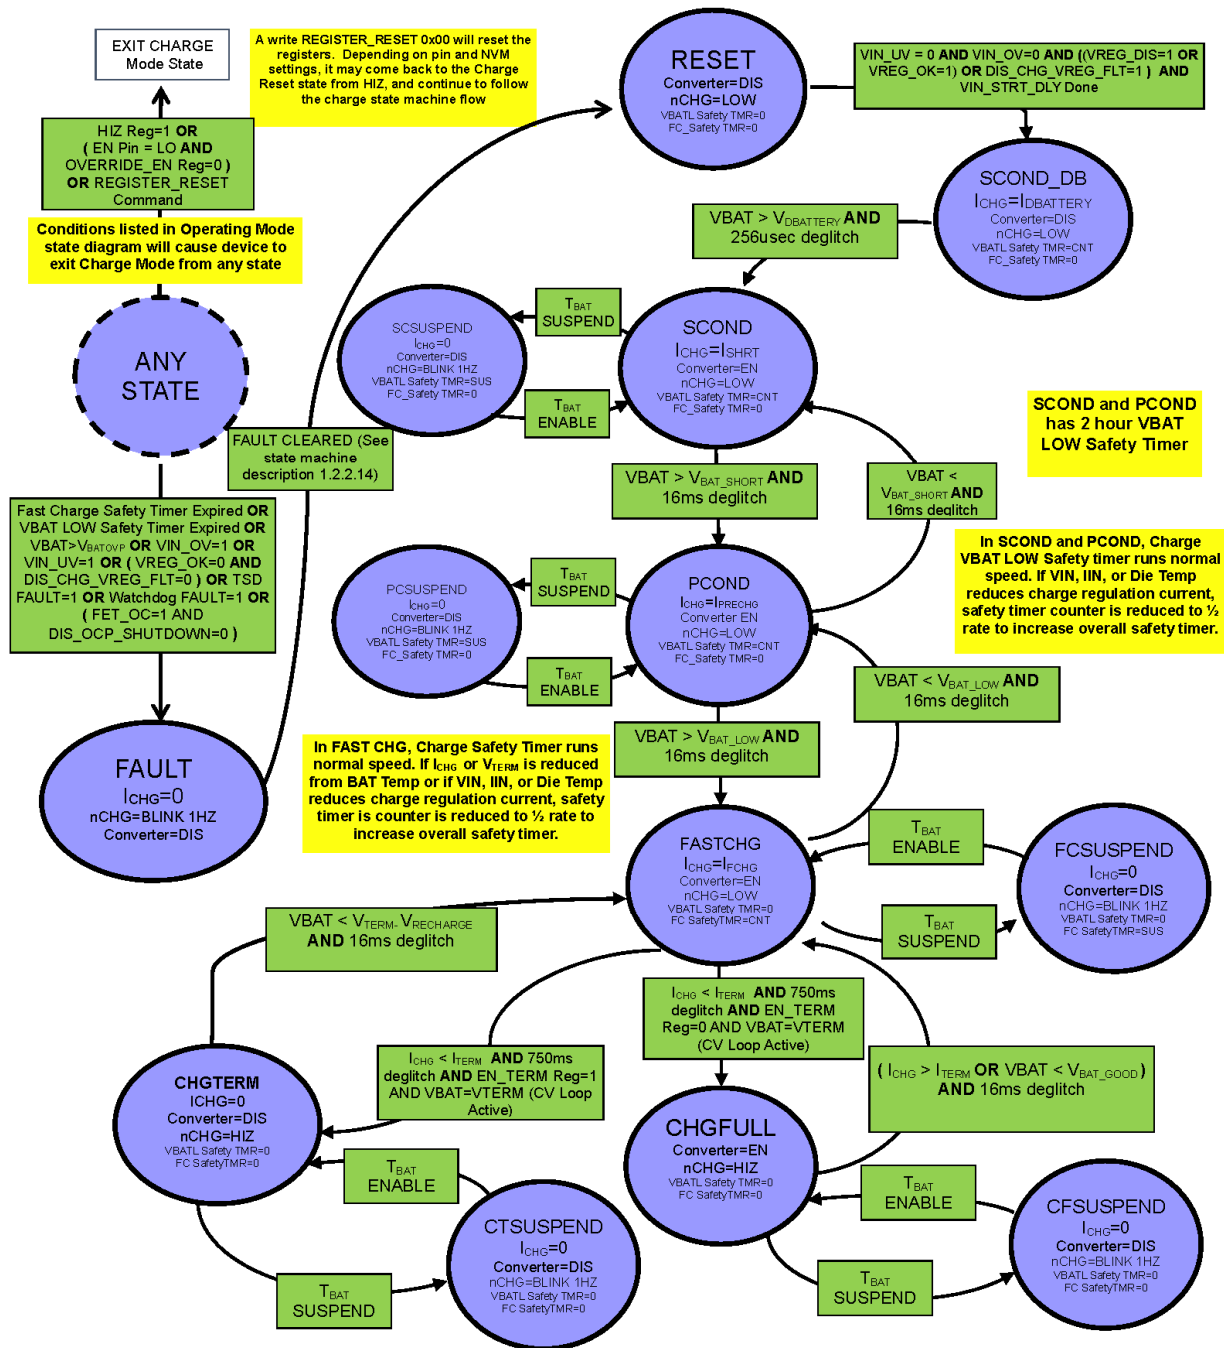 EXIT CHARGE
Mode State
A write REGISTER_RESET 0x00 will reset the
registers. Depending on pin and NVM
settings, it may come back to the Charge
Reset state from HIZ, and continue to follow
the charge state machine flow
RESET
Converter=DIS
nCHG=LOW
VBATL Safety TMR=0
FC_Safety TMR=0
VIN_UV = 0 AND VIN_OV=0 AND ((VREG_DIS=1 OR
VREG_OK=1) OR DIS_CHG_VREG_FLT=1 ) AND
VIN_STRT_DLY Done
HIZ Reg=1 OR
( EN Pin = LO AND
OVERRIDE_EN Reg=0 )
OR REGISTER_RESET
Command
SCOND_DB
ICHG=IDBATTERY
Converter=DIS
nCHG=LOW
VBATL Safety TMR=CNT
FC_Safety TMR=0
Conditions listed in Operating Mode
state diagram will cause device to
exit Charge Mode from any state
VBAT > VDBATTERY AND
256usec deglitch
ANY
STATE
SCSUSPEND
ICHG=0
Converter=DIS
nCHG=BLINK 1HZ
VBATL Safety TMR=SUS
FC_Safety TMR=0
TBAT
SUSPEND
TBAT
ENABLE
SCOND
ICHG=ISHRT
Converter=EN
nCHG=LOW
VBATL Safety TMR=CNT
FC_Safety TMR=0
SCOND and PCOND
has 2 hour VBAT
LOW Safety Timer
FAULT CLEARED (See
state machine
description 1.2.2.14)
VBAT > VBAT_SHORT AND
16ms deglitch
VBAT <
VBAT_SHORT AND
16ms deglitch
Fast Charge Safety Timer Expired OR
VBAT LOW Safety Timer Expired OR
VBAT>VBATOVP OR VIN_OV=1 OR
VIN_UV=1 OR ( VREG_OK=0 AND
DIS_CHG_VREG_FLT=0 ) OR TSD
FAULT=1 OR Watchdog FAULT=1 OR
( FET_OC=1 AND
DIS_OCP_SHUTDOWN=0 )
In SCOND and PCOND, Charge
VBAT LOW Safety timer runs normal
speed. If VIN, IIN, or Die Temp
reduces charge regulation current,
safety timer counter is reduced to ½
rate to increase overall safety timer.
PCSUSPEND
ICHG=0
Converter=DIS
nCHG=BLINK 1HZ
VBATL Safety TMR=SUS
FC_Safety TMR=0
TBAT
SUSPEND
TBAT
ENABLE
PCOND
ICHG=IPRECHG
Converter EN
nCHG=LOW
VBATL Safety TMR=CNT
FC_Safety TMR=0
VBAT < VBAT_LOW AND
16ms deglitch
VBAT > VBAT_LOW AND
16ms deglitch
In FAST CHG, Charge Safety Timer runs
normal speed. If ICHG or VTERM is reduced
from BAT Temp or if VIN, IIN, or Die Temp
reduces charge regulation current, safety
timer is counter is reduced to ½ rate to
increase overall safety timer.
FAULT
ICHG=0
nCHG=BLINK 1HZ
Converter=DIS
FASTCHG
ICHG=IFCHG
Converter=EN
nCHG=LOW
VBATL Safety TMR=0
FC SafetyTMR=CNT
TBAT
ENABLE
TBAT
SUSPEND
FCSUSPEND
ICHG=0
Converter=DIS
nCHG=BLINK 1HZ
VBATL Safety TMR=0
FC SafetyTMR=SUS
VBAT < VTERM- VRECHARGE
AND 16ms deglitch
ICHG < ITERM AND 750ms
deglitch AND EN_TERM
Reg=0 AND VBAT=VTERM
(CV Loop Active)
ICHG < ITERM AND 750ms
deglitch AND EN_TERM Reg=1
AND VBAT=VTERM (CV Loop
Active)
( ICHG > ITERM OR VBAT < VBAT_GOOD)
AND 16ms deglitch
CHGTERM
ICHG=0
Converter=DIS
nCHG=HIZ
VBATL Safety TMR=0
FC SafetyTMR=0
CHGFULL
Converter=EN
nCHG=HIZ
VBATL Safety TMR=0
FC SafetyTMR=0
TBAT
ENABLE
TBAT
SUSPEND
CTSUSPEND
ICHG=0
Converter=DIS
nCHG=BLINK 1HZ
VBATL Safety TMR=0
FC SafetyTMR=0
TBAT
ENABLE
TBAT
SUSPEND
CFSUSPEND
ICHG=0
Converter=DIS
nCHG=BLINK 1HZ
VBATL Safety TMR=0
FC SafetyTMR=0